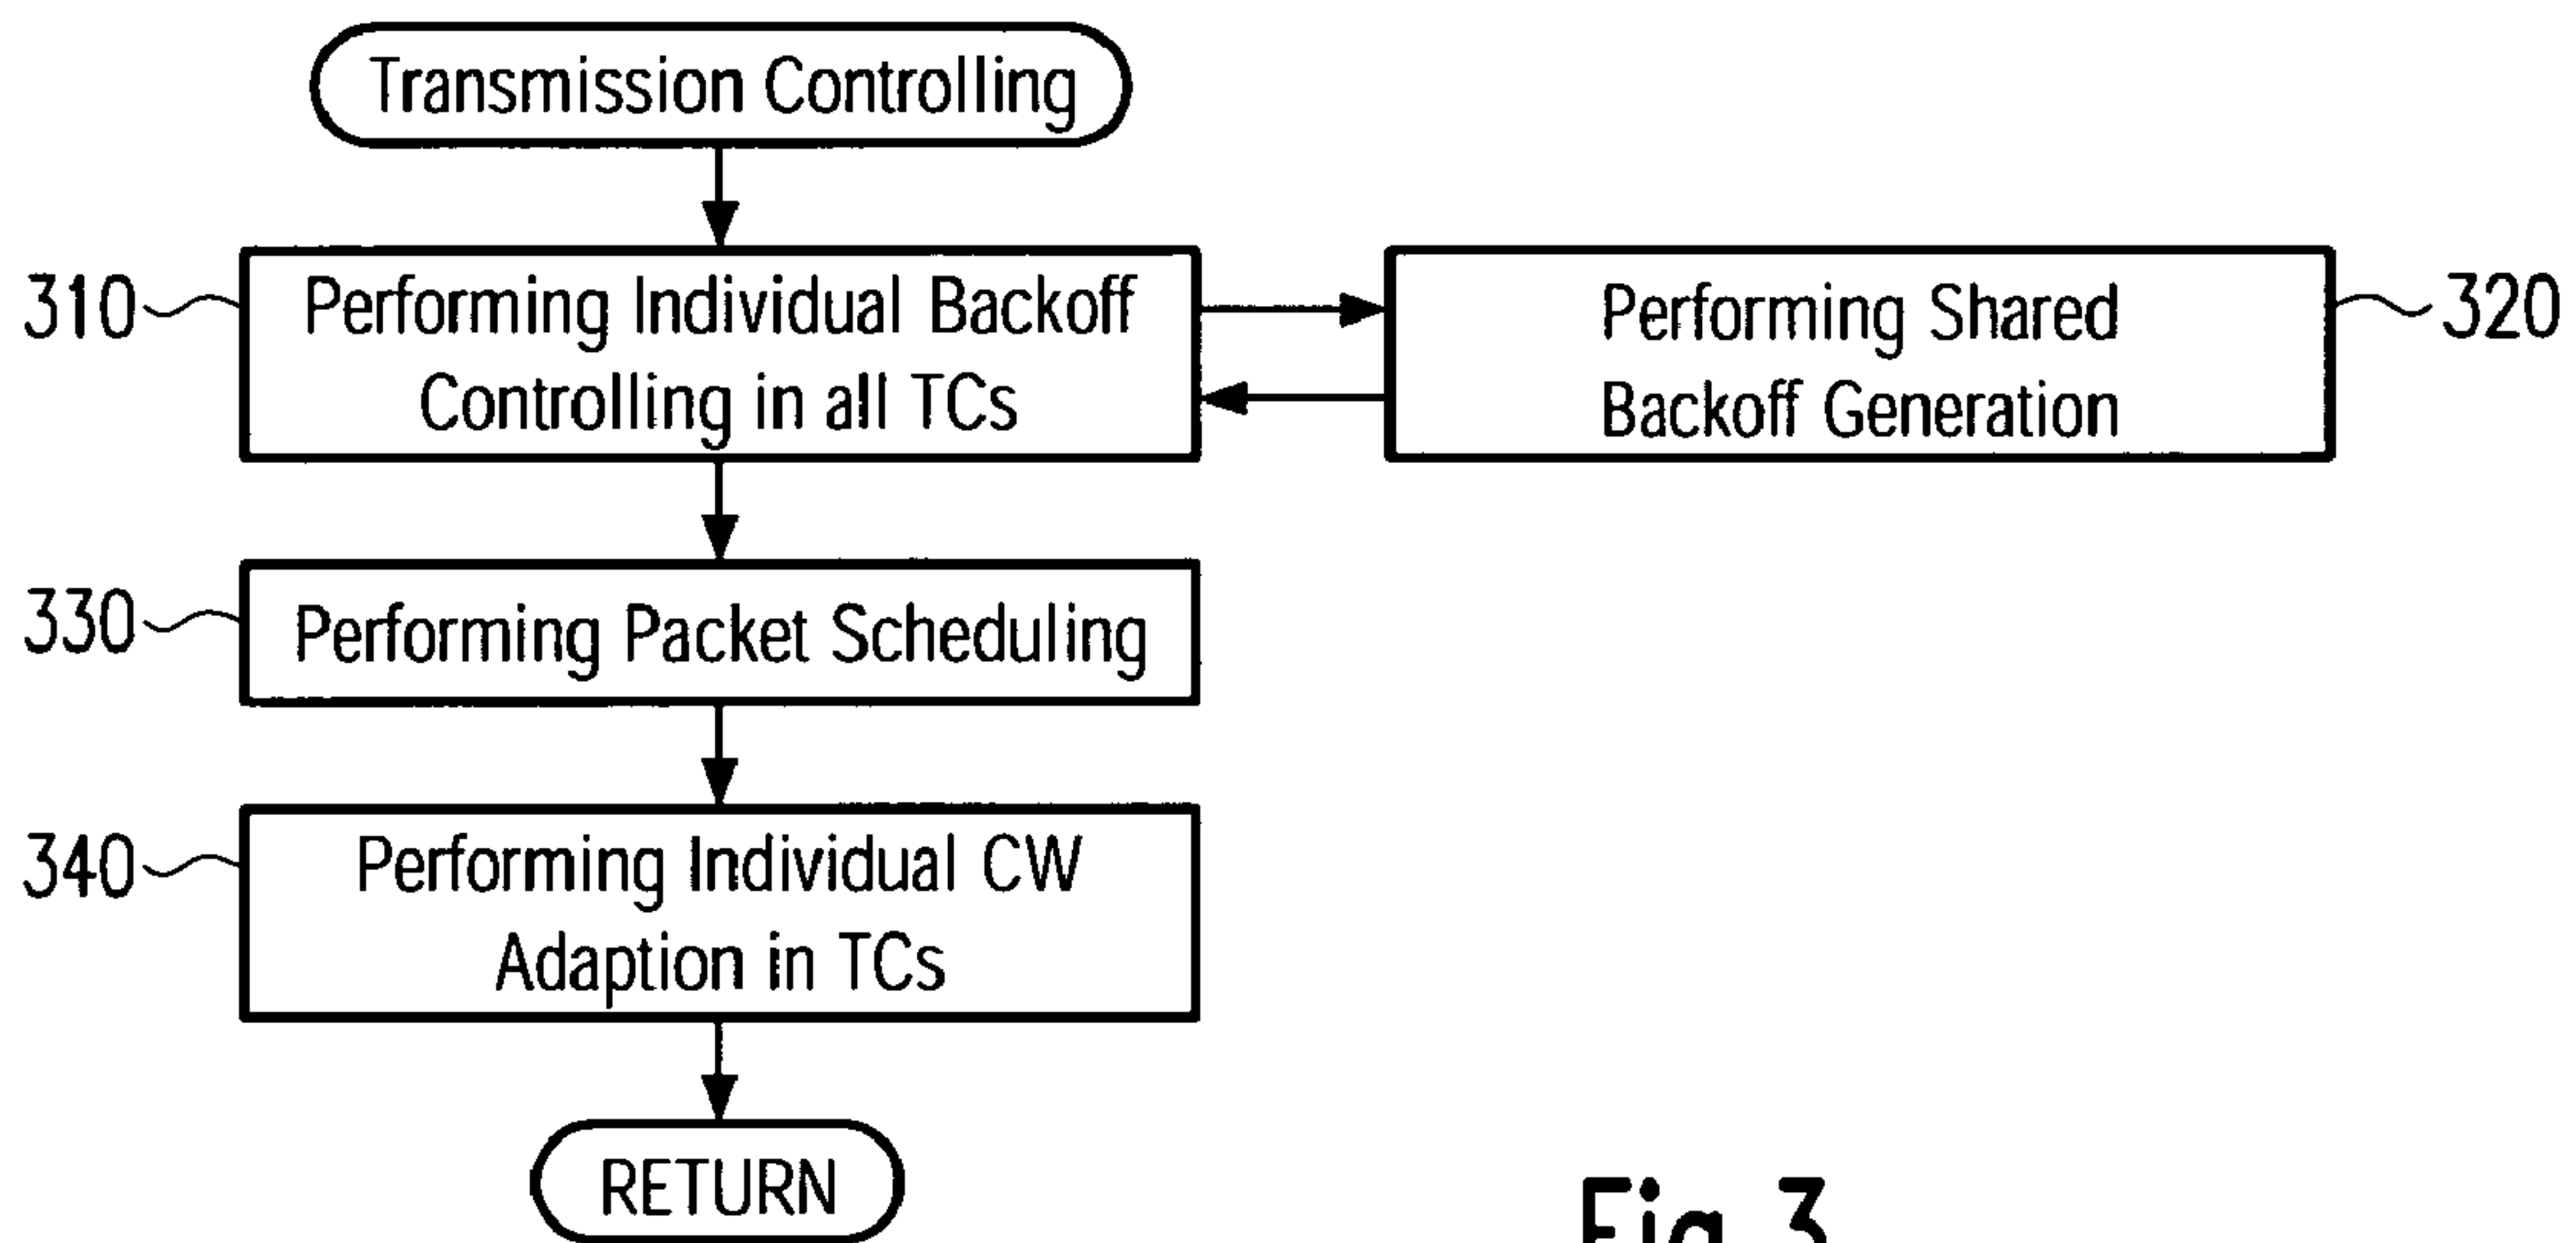 Transmission Controlling
310
Performing Individual Backoff
Controlling in all TCs
Performing Shared
Backoff Generation
320
330
Performing Packet Scheduling
340
Performing Individual CW
Adaption in TCs
RETURN
Fig.3